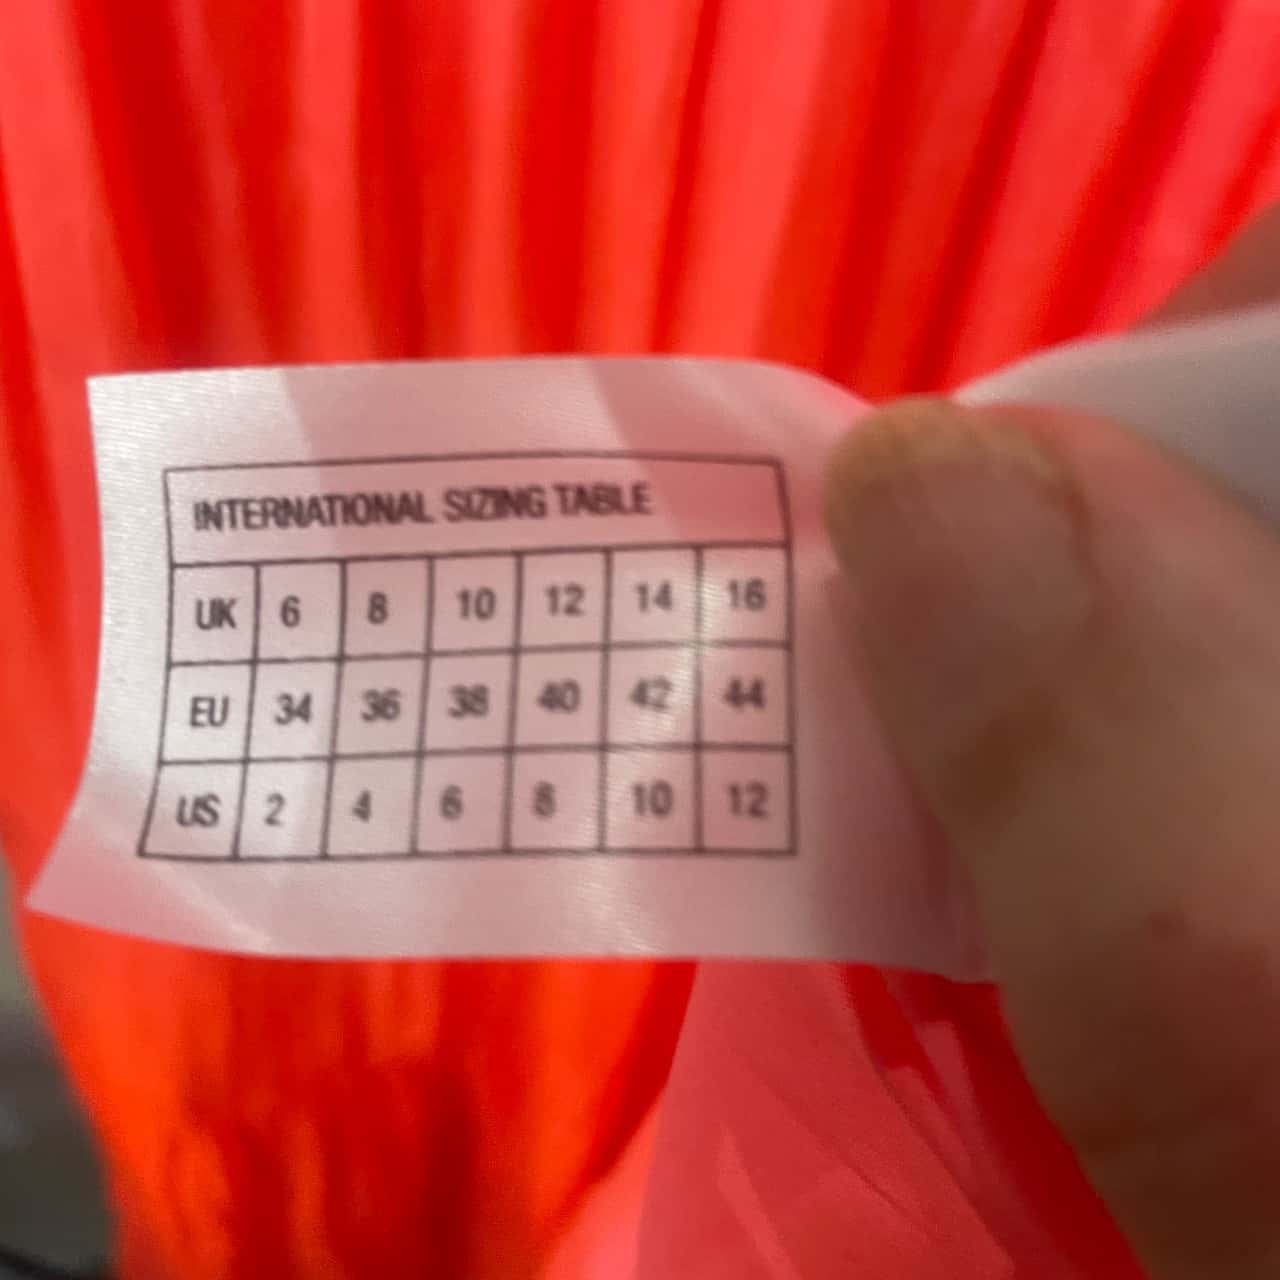 INTERNATIONAL SIZING TABLE
UK 6 8 10 12 14 16
EU 34 36 38 40 42 44
US 2 4 6 8 10 12